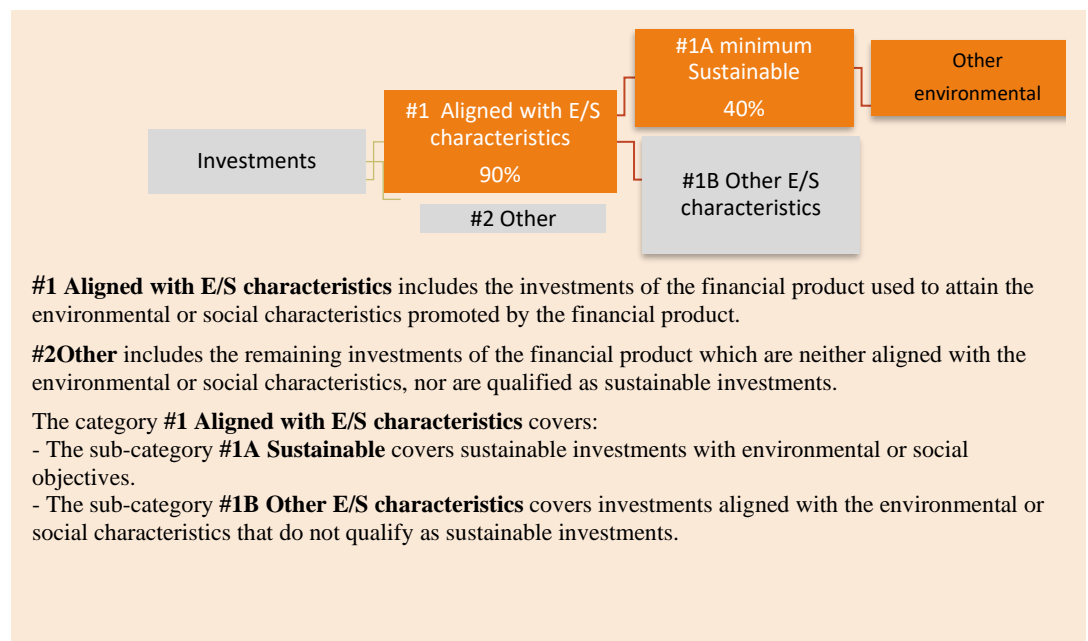 Investments
#1 Aligned with E/S
characteristics
90%
#2 Other
#1A minimum
Sustainable
40%
#1B Other E/S
characteristics
Other
environmental
#1 Aligned with E/S characteristics includes the investments of the financial product used to attain the
environmental or social characteristics promoted by the financial product.
#2Other includes the remaining investments of the financial product which are neither aligned with the
environmental or social characteristics, nor are qualified as sustainable investments.
The category #1 Aligned with E/S characteristics covers:
- The sub-category #1A Sustainable covers sustainable investments with environmental or social
objectives.
- The sub-category #1B Other E/S characteristics covers investments aligned with the environmental or
social characteristics that do not qualify as sustainable investments.